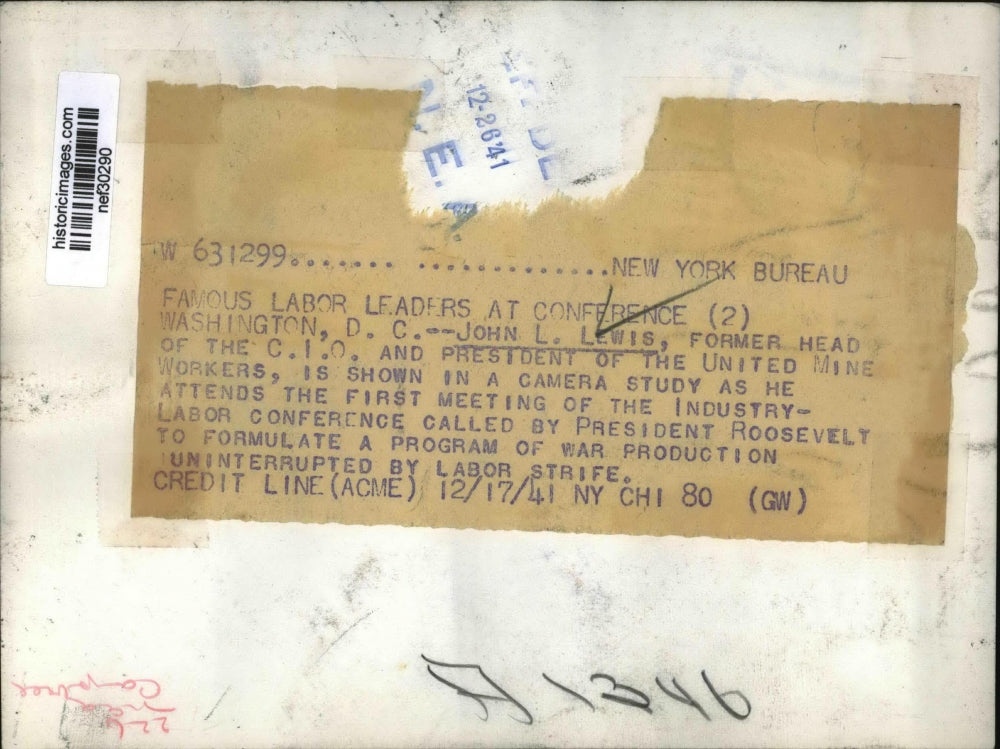 historicimages.com
nef30290
N. E. A.
12-26'41
W 631299....... .............NEW YORK BUREAU
FAMOUS LABOR LEADERS AT CONFERENCE (2)
WASHINGTON, D. C.--JOHN L. LEWIS, FORMER HEAD
OF THE C.I.O. AND PRESIDENT OF THE UNITED MINE
WORKERS, IS SHOWN IN A CAMERA STUDY AS HE
ATTENDS THE FIRST MEETING OF THE INDUSTRY-
LABOR CONFERENCE CALLED BY PRESIDENT ROOSEVELT
TO FORMULATE A PROGRAM OF WAR PRODUCTION
UNINTERRUPTED BY LABOR STRIFE.
CREDIT LINE (ACME) 12/17/41 NY CHI 80 (GW)
1346